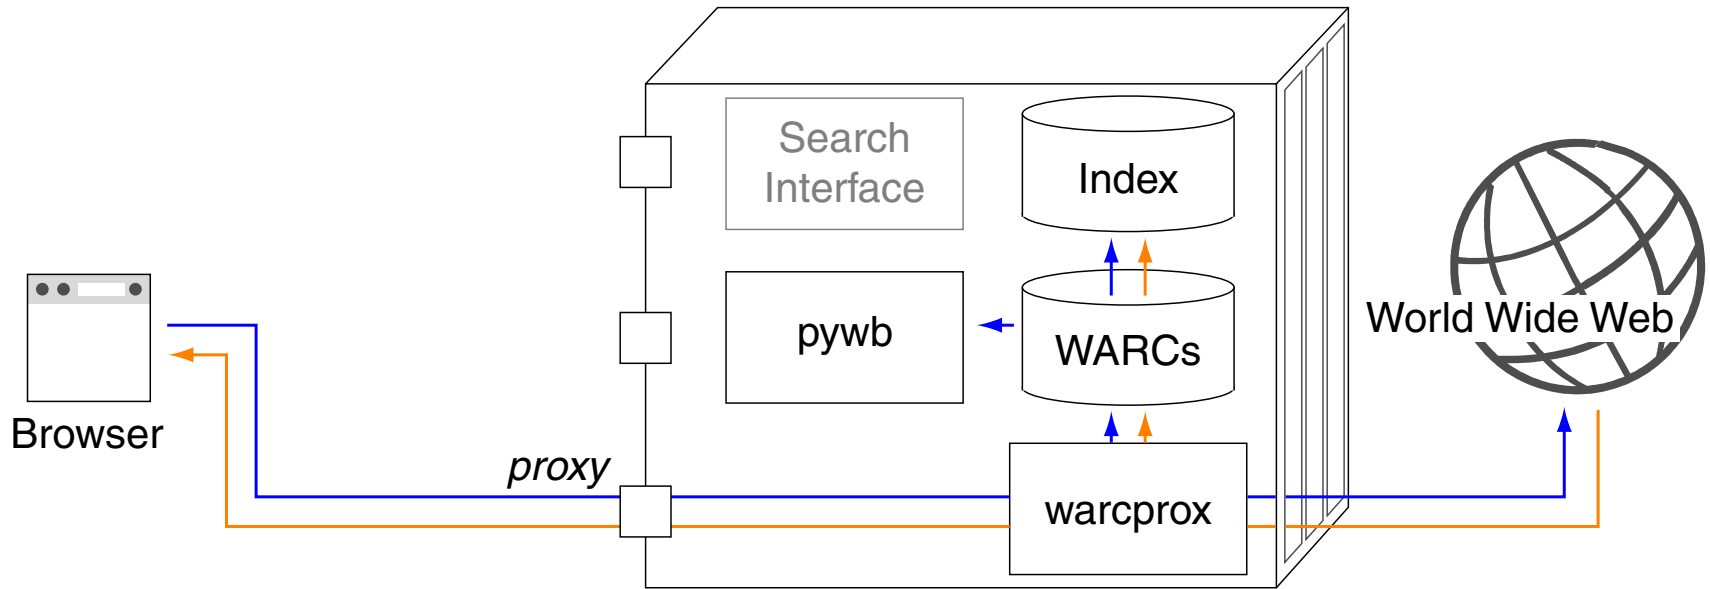 Search
Interface
Index
pywb
WARCs
World Wide Web
Browser
proxy
warcprox